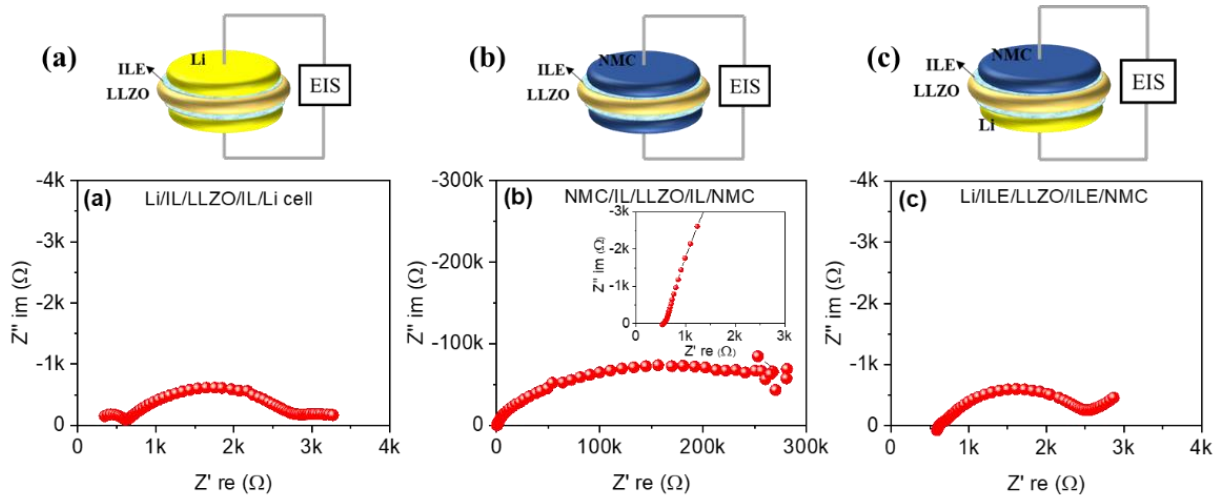 (a)
Li
ILE
LLZO
EIS
(b)
NMC
ILE
LLZO
EIS
(c)
NMC
ILE
LLZO
Li
EIS
(a)
Li/IL/LLZO/IL/Li cell
-4k
-3k
-2k
-1k
0
Z'' im (Ω)
0
1k
2k
3k
4k
Z' re (Ω)
(b)
NMC/IL/LLZO/IL/NMC
-300k
-200k
-100k
0
Z'' im (Ω)
0
100k
200k
300k
Z' re (Ω)
-3k
-2k
-1k
0
Z'' im (Ω)
0
1k
2k
3k
Z' re (Ω)
(c)
Li/ILE/LLZO/ILE/NMC
-4k
-3k
-2k
-1k
0
Z'' im (Ω)
0
1k
2k
3k
4k
Z' re (Ω)